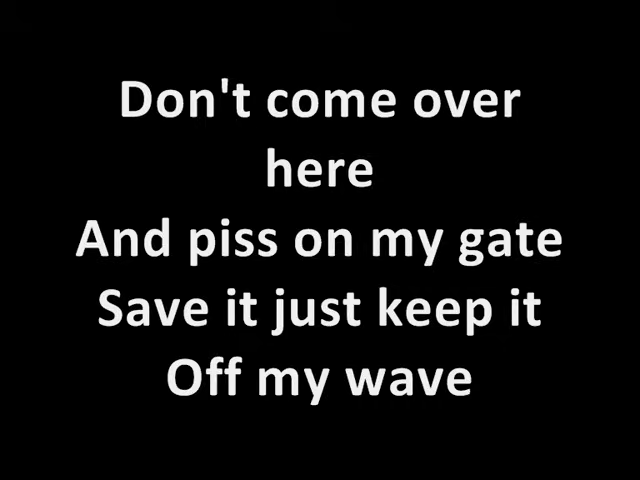 Don't come over
here
And piss on my gate
Save it just keep it
Off my wave